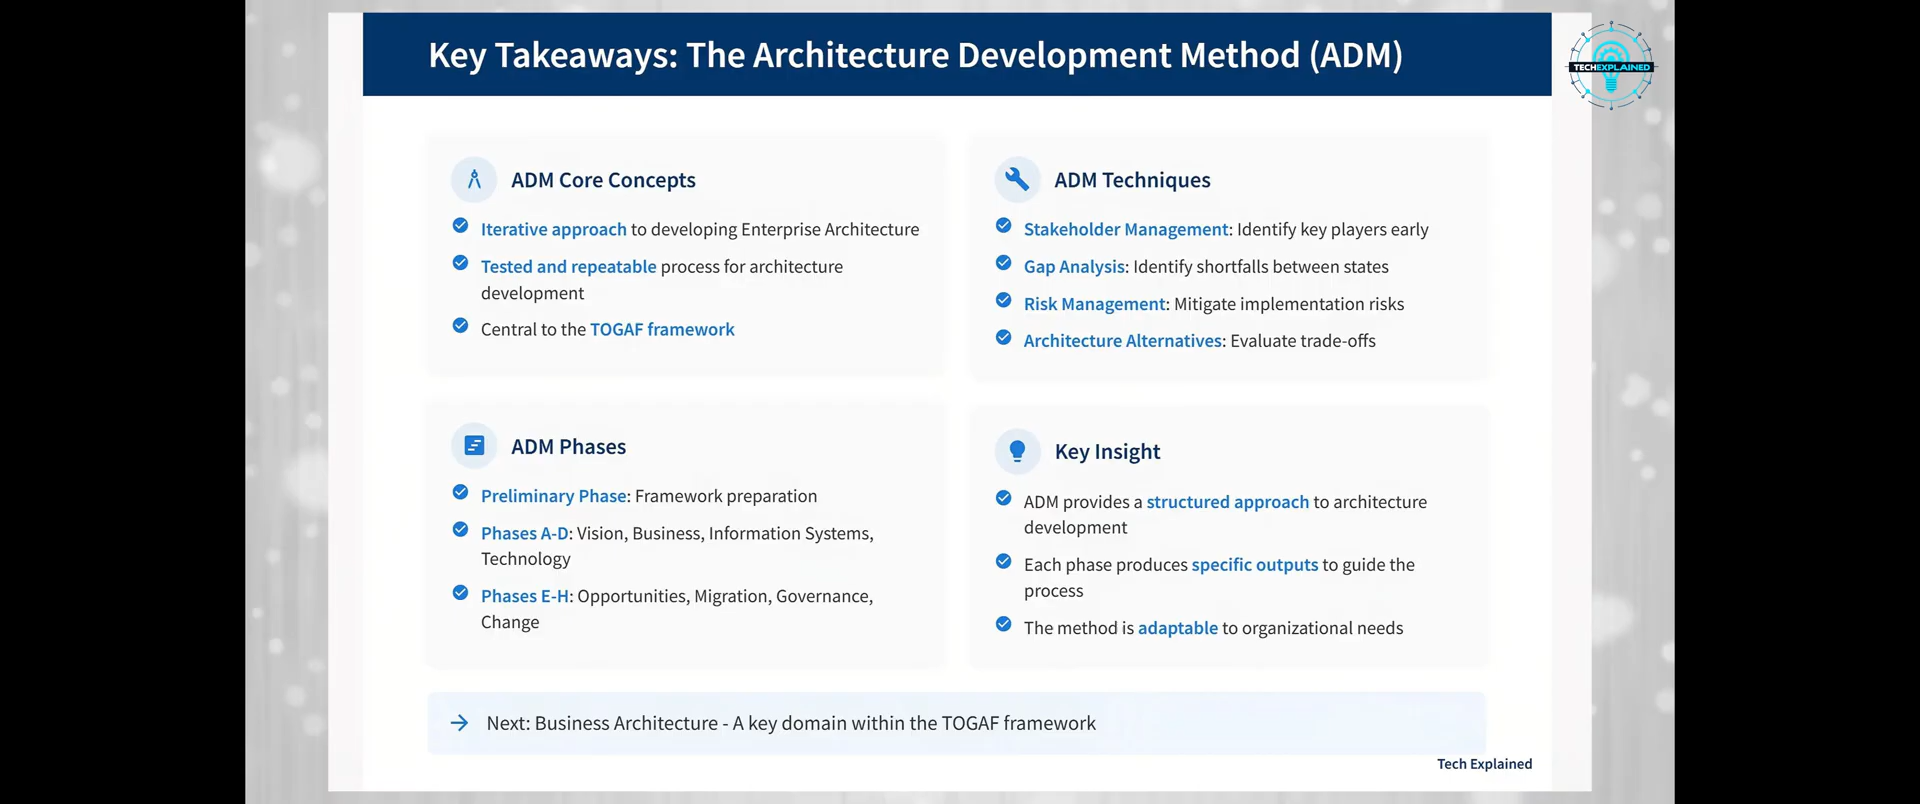 Key Takeaways: The Architecture Development Method (ADM)
TECHEXPLAINED
ADM Core Concepts
Iterative approach to developing Enterprise Architecture
Tested and repeatable process for architecture
development
Central to the TOGAF framework
ADM Techniques
Stakeholder Management: Identify key players early
Gap Analysis: Identify shortfalls between states
Risk Management: Mitigate implementation risks
Architecture Alternatives: Evaluate trade-offs
ADM Phases
Preliminary Phase: Framework preparation
Phases A-D: Vision, Business, Information Systems,
Technology
Phases E-H: Opportunities, Migration, Governance,
Change
Key Insight
ADM provides a structured approach to architecture
development
Each phase produces specific outputs to guide the
process
The method is adaptable to organizational needs
Next: Business Architecture - A key domain within the TOGAF framework
Tech Explained